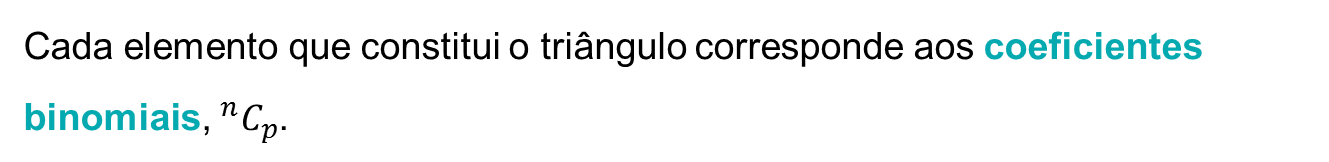 Cada elemento que constitui o triângulo corresponde aos coeficientes
binomiais, ⁿCₚ.